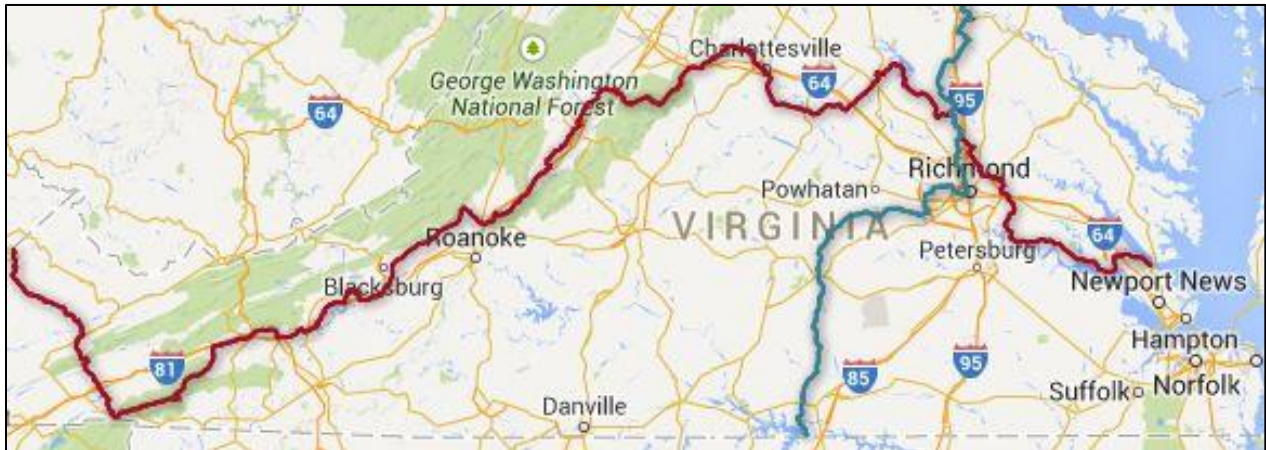 Charlottesville
George Washington
National Forest
64
64
95
Richmond
Powhatan
VIRGINIA
64
Roanoke
Petersburg
Blacksburg
Newport News
Hampton
81
85
95
Norfolk
Suffolk
Danville